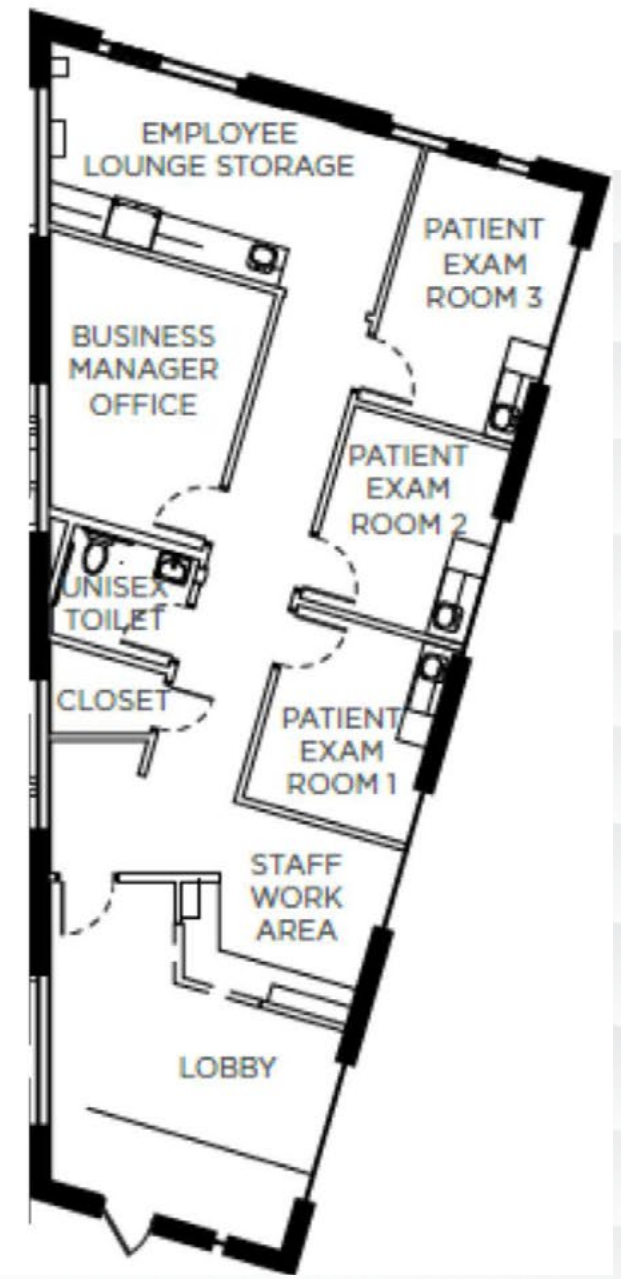 EMPLOYEE
LOUNGE STORAGE
PATIENT
EXAM
ROOM 3
BUSINESS
MANAGER
OFFICE
PATIENT
EXAM
ROOM 2
UNISEX
TOILET
CLOSET
PATIENT
EXAM
ROOM 1
STAFF
WORK
AREA
LOBBY